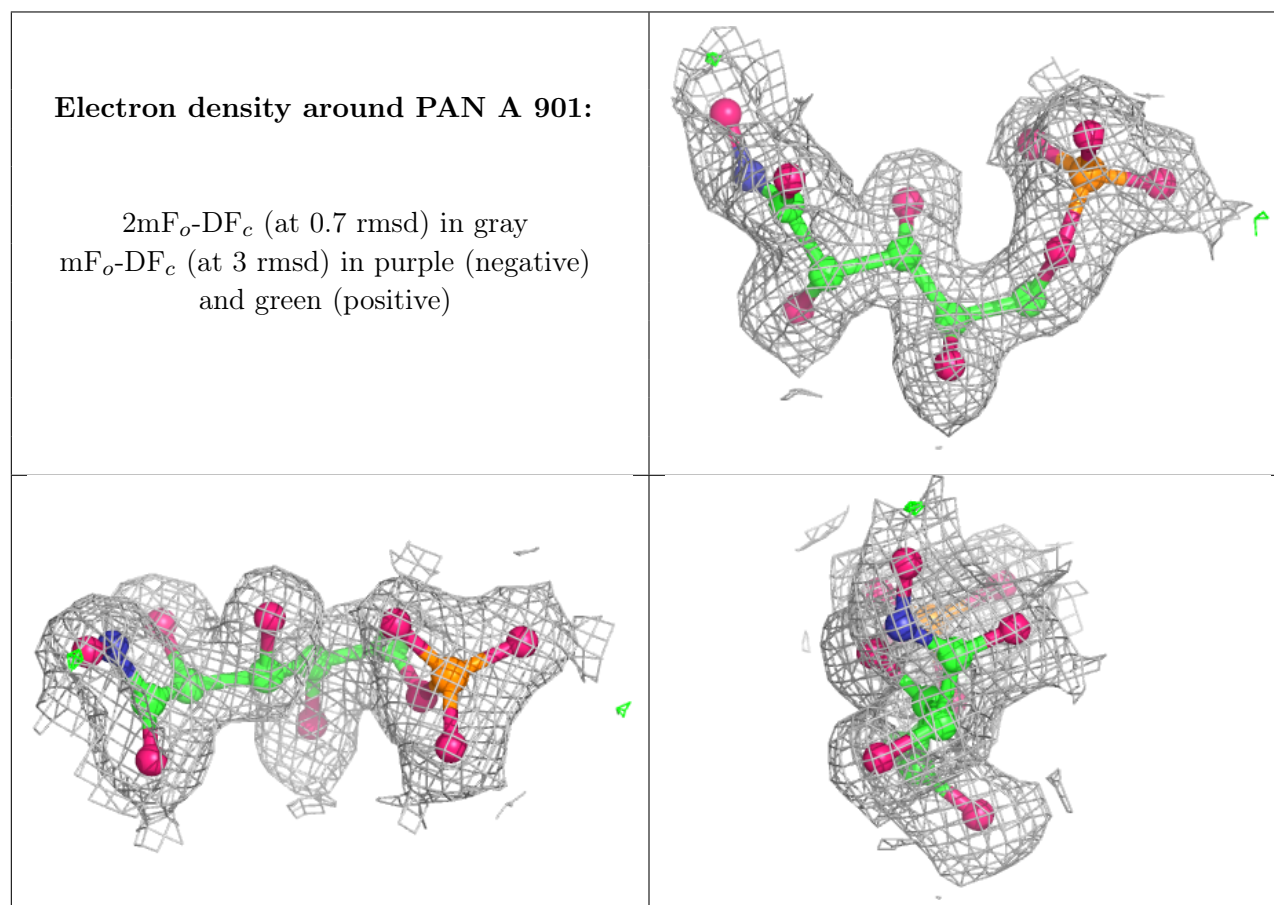 Electron density around PAN A 901:
2mFo-DFc (at 0.7 rmsd) in gray
mFo-DFc (at 3 rmsd) in purple (negative)
and green (positive)